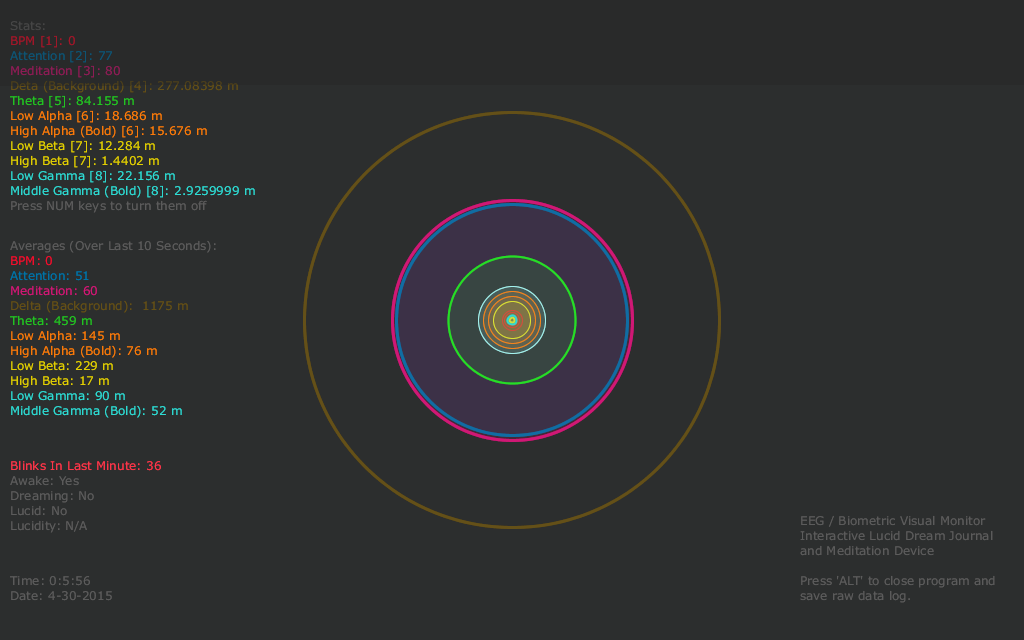 Stats:
BPM [1]: 0
Attention [2]: 77
Meditation [3]: 80
Deta (Background) [4]: 277.08398 m
Theta [5]: 84.155 m
Low Alpha [6]: 18.686 m
High Alpha (Bold) [6]: 15.676 m
Low Beta [7]: 12.284 m
High Beta [7]: 1.4402 m
Low Gamma [8]: 22.156 m
Middle Gamma (Bold) [8]: 2.9259999 m
Press NUM keys to turn them off
Averages (Over Last 10 Seconds):
BPM: 0
Attention: 51
Meditation: 60
Delta (Background):  1175 m
Theta: 459 m
Low Alpha: 145 m
High Alpha (Bold): 76 m
Low Beta: 229 m
High Beta: 17 m
Low Gamma: 90 m
Middle Gamma (Bold): 52 m
Blinks In Last Minute: 36
Awake: Yes
Dreaming: No
Lucid: No
Lucidity: N/A
Time: 0:5:56
Date: 4-30-2015
EEG / Biometric Visual Monitor
Interactive Lucid Dream Journal
and Meditation Device
Press 'ALT' to close program and
save raw data log.